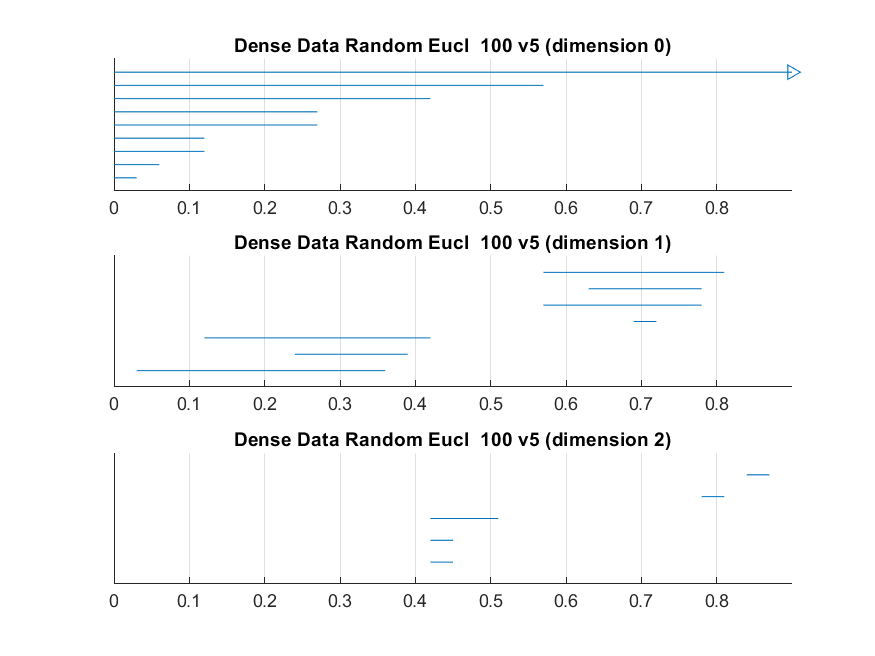 Dense Data Random Eucl  100 v5 (dimension 0)
0 0.1 0.2 0.3 0.4 0.5 0.6 0.7 0.8
Dense Data Random Eucl  100 v5 (dimension 1)
0 0.1 0.2 0.3 0.4 0.5 0.6 0.7 0.8
Dense Data Random Eucl  100 v5 (dimension 2)
0 0.1 0.2 0.3 0.4 0.5 0.6 0.7 0.8